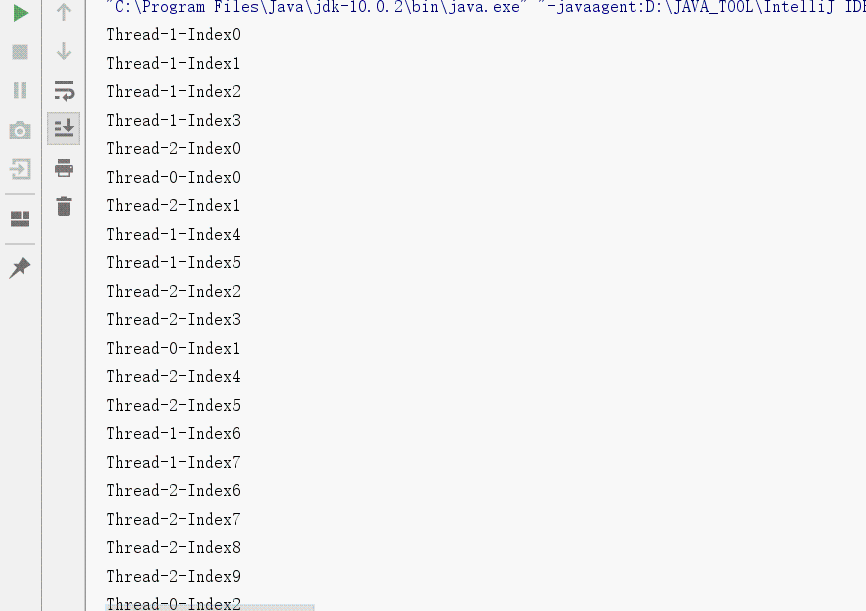 "C:\Program Files\Java\jdk-10.0.2\bin\java.exe" "-javaagent:D:\JAVA_TOOL\IntelliJ IDE
Thread-1-Index0
Thread-1-Index1
Thread-1-Index2
Thread-1-Index3
Thread-2-Index0
Thread-0-Index0
Thread-2-Index1
Thread-1-Index4
Thread-1-Index5
Thread-2-Index2
Thread-2-Index3
Thread-0-Index1
Thread-2-Index4
Thread-2-Index5
Thread-1-Index6
Thread-1-Index7
Thread-2-Index6
Thread-2-Index7
Thread-2-Index8
Thread-2-Index9
Thread-0-Index2